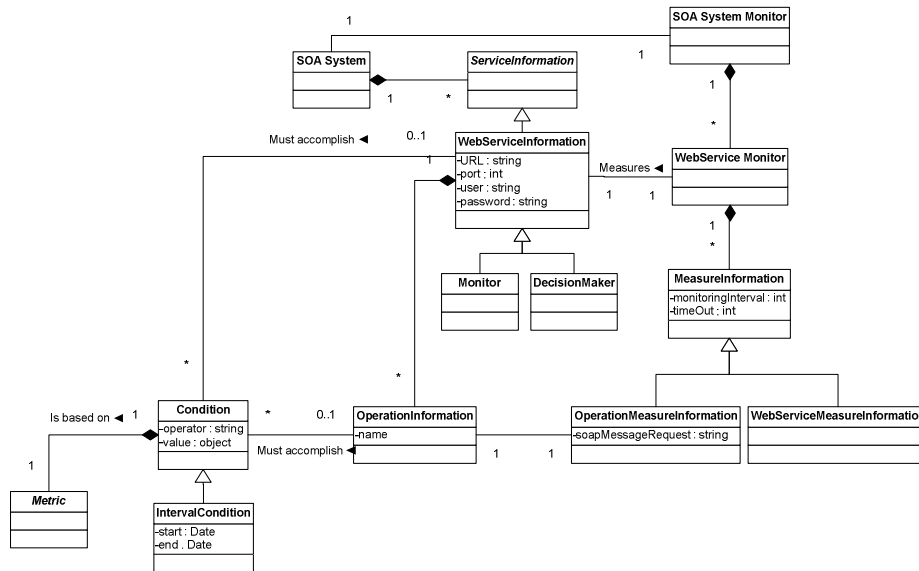 SOA System Monitor
1
1
SOA System
ServiceInformation
1
*
1
*
Must accomplish ◄
0..1
WebServiceInformation
1
-URL : string
-port : int
-user : string
-password : string
Measures ◄
1
1
WebService Monitor
1
*
Monitor
DecisionMaker
MeasureInformation
-monitoringInterval : int
-timeOut : int
*
*
Is based on ◄
1
Condition
-operator : string
-value : object
*
0..1
Must accomplish ◄
OperationInformation
-name
1
1
OperationMeasureInformation
-soapMessageRequest : string
WebServiceMeasureInformation
1
Metric
IntervalCondition
-start : Date
-end . Date